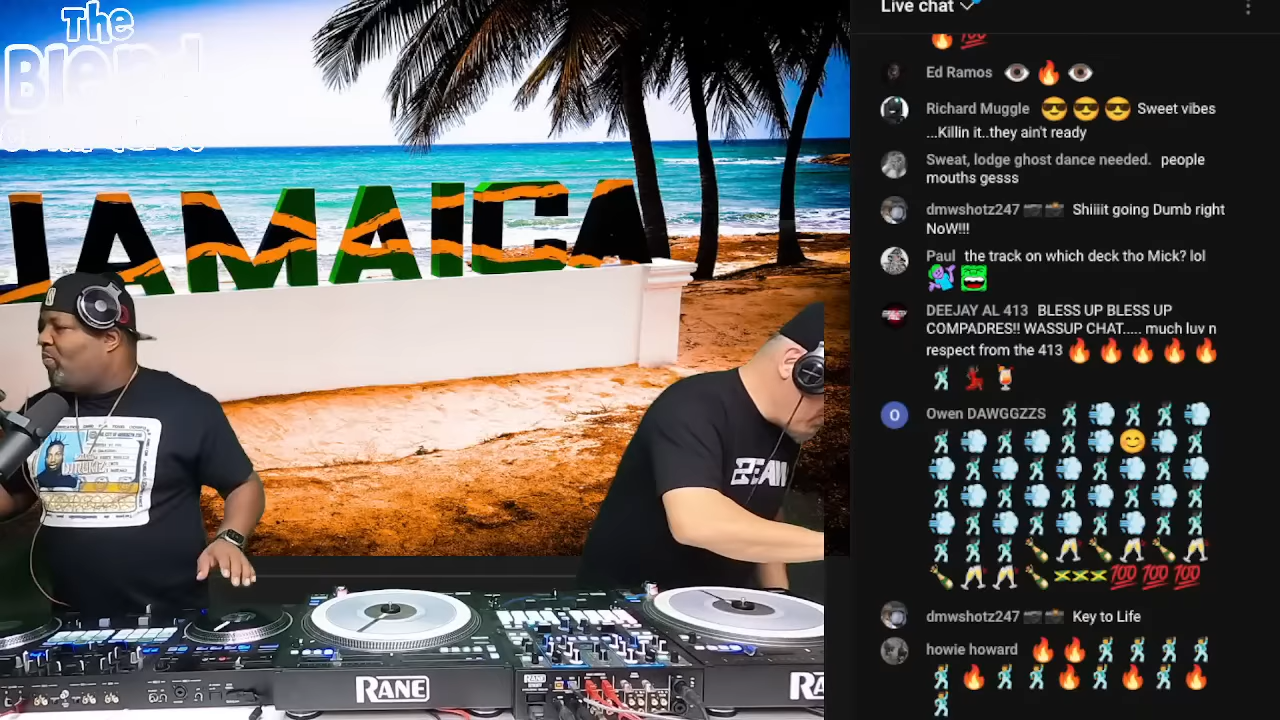 The
Blend
JAMAICA
RANE
RANE
Live chat
Ed Ramos
Richard Muggle Sweet vibes
...Killin it..they ain't ready
Sweat, lodge ghost dance needed. people
mouths gesss
dmwshotz247 Shiiiit going Dumb right
NoW!!!
Paul the track on which deck tho Mick? lol
DEEJAY AL 413 BLESS UP BLESS UP
COMPADRES!! WASSUP CHAT..... much luv n
respect from the 413
O Owen DAWGGZZS
dmwshotz247 Key to Life
howie howard